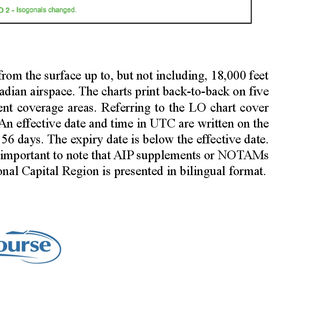 O 2 - Isogonals changed.
from the surface up to, but not including, 18,000 feet
adian airspace. The charts print back-to-back on five
ent coverage areas. Referring to the LO chart cover
An effective date and time in UTC are written on the
56 days. The expiry date is below the effective date.
important to note that AIP supplements or NOTAMs
onal Capital Region is presented in bilingual format.
ourse